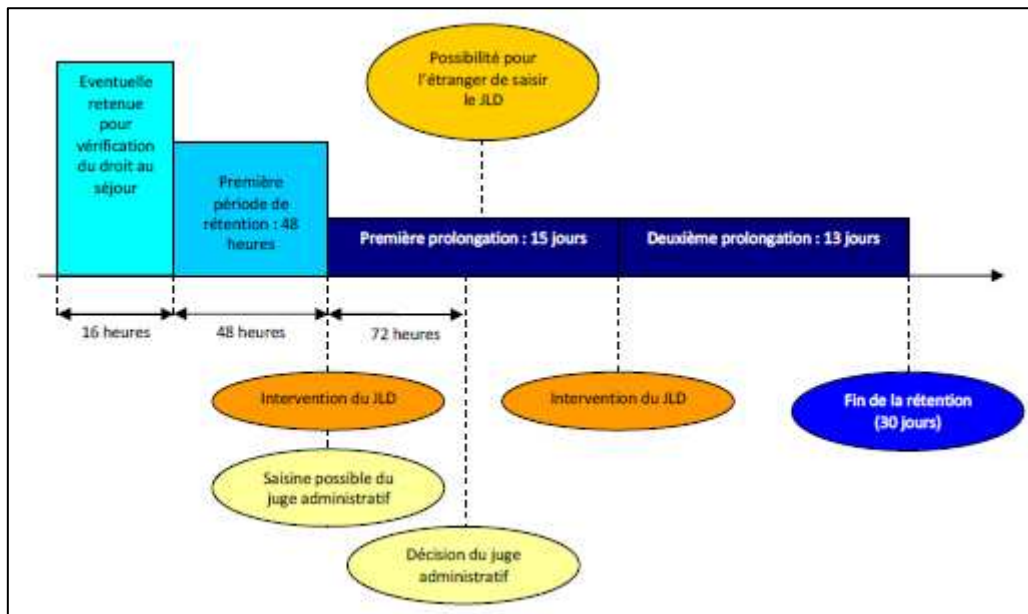 Possibilité pour
l'étranger de saisir
le JLD
Eventuelle
retenue
pour
vérification
du droit au
séjour
Première
période de
rétention : 48
heures
Première prolongation : 15 jours
Deuxième prolongation : 13 jours
16 heures
48 heures
72 heures
Intervention du JLD
Intervention du JLD
Fin de la rétention
(30 jours)
Saisine possible du
juge administratif
Décision du juge
administratif